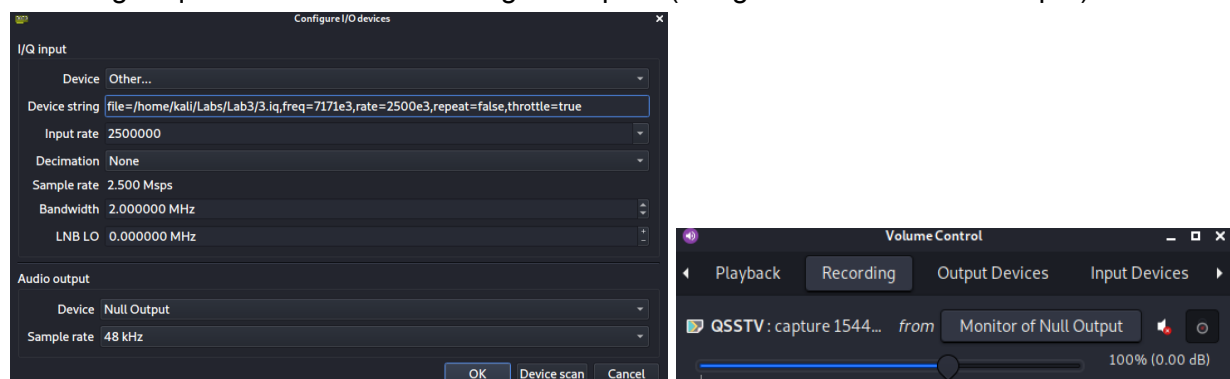 Configure I/O devices
I/Q input
Device Other...
Device string file=/home/kali/Labs/Lab3/3.iq,freq=7171e3,rate=2500e3,repeat=false,throttle=true
Input rate 2500000
Decimation None
Sample rate 2.500 Msps
Bandwidth 2.000000 MHz
LNB LO 0.000000 MHz
Audio output
Device Null Output
Sample rate 48 kHz
OK Device scan Cancel
Volume Control
Playback Recording Output Devices Input Devices
QSSTV : capture 1544... from Monitor of Null Output
100% (0.00 dB)